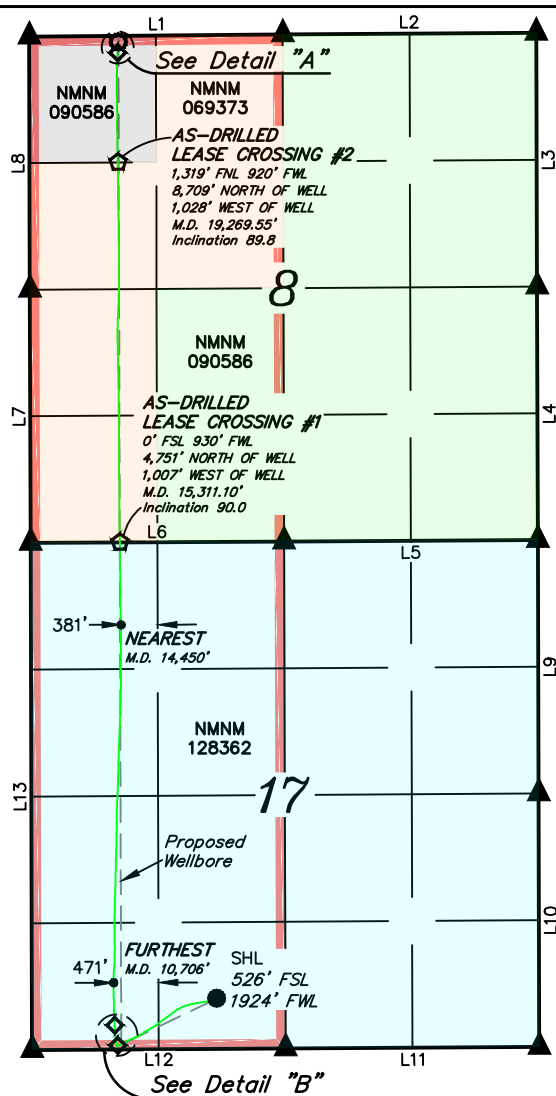 L1
L2
See Detail "A"
NMNM
090586
NMNM
069373
L8
L3
AS-DRILLED
LEASE CROSSING #2
1,319' FNL 920' FWL
8,709' NORTH OF WELL
1,028' WEST OF WELL
M.D. 19,269.55'
Inclination 89.8
8
NMNM
090586
L7
L4
AS-DRILLED
LEASE CROSSING #1
0' FSL 930' FWL
4,751' NORTH OF WELL
1,007' WEST OF WELL
M.D. 15,311.10'
Inclination 90.0
L6
L5
381'
NEAREST
M.D. 14,450'
L9
NMNM
128362
L13
17
Proposed
Wellbore
L10
FURTHEST
M.D. 10,706'
471'
SHL
526' FSL
1924' FWL
L12
L11
See Detail "B"